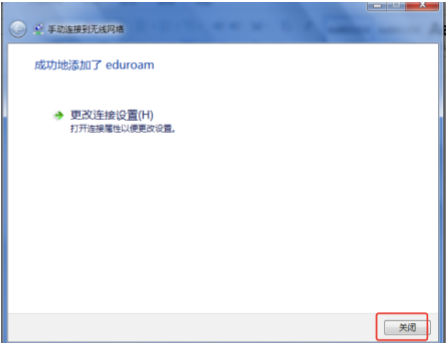 手动连接到无线网络
成功地添加了 eduroam
更改连接设置(H)
打开连接属性以便更改设置。
关闭